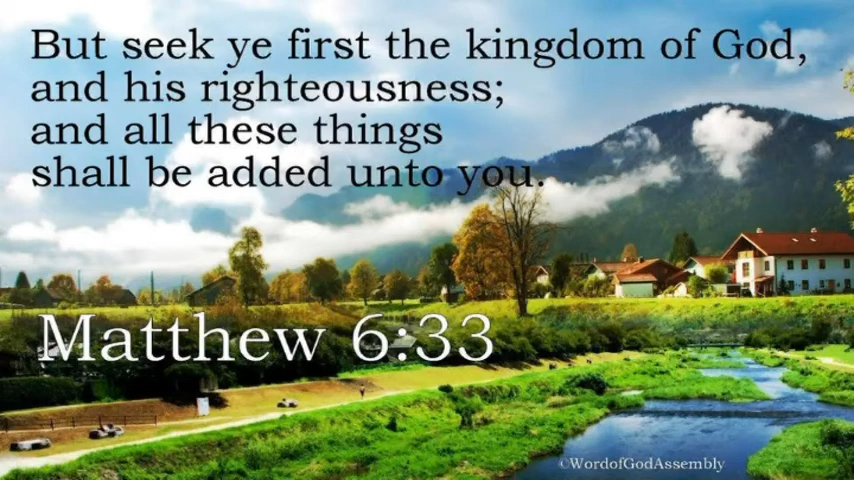 But seek ye first the kingdom of God,
and his righteousness;
and all these things
shall be added unto you.
Matthew 6:33
©WordofGodAssembly